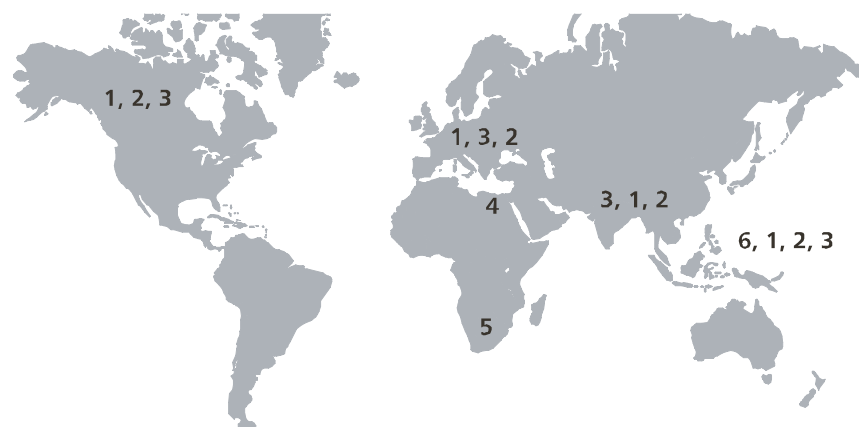 1, 2, 3
1, 3, 2
3, 1, 2
4
6, 1, 2, 3
5